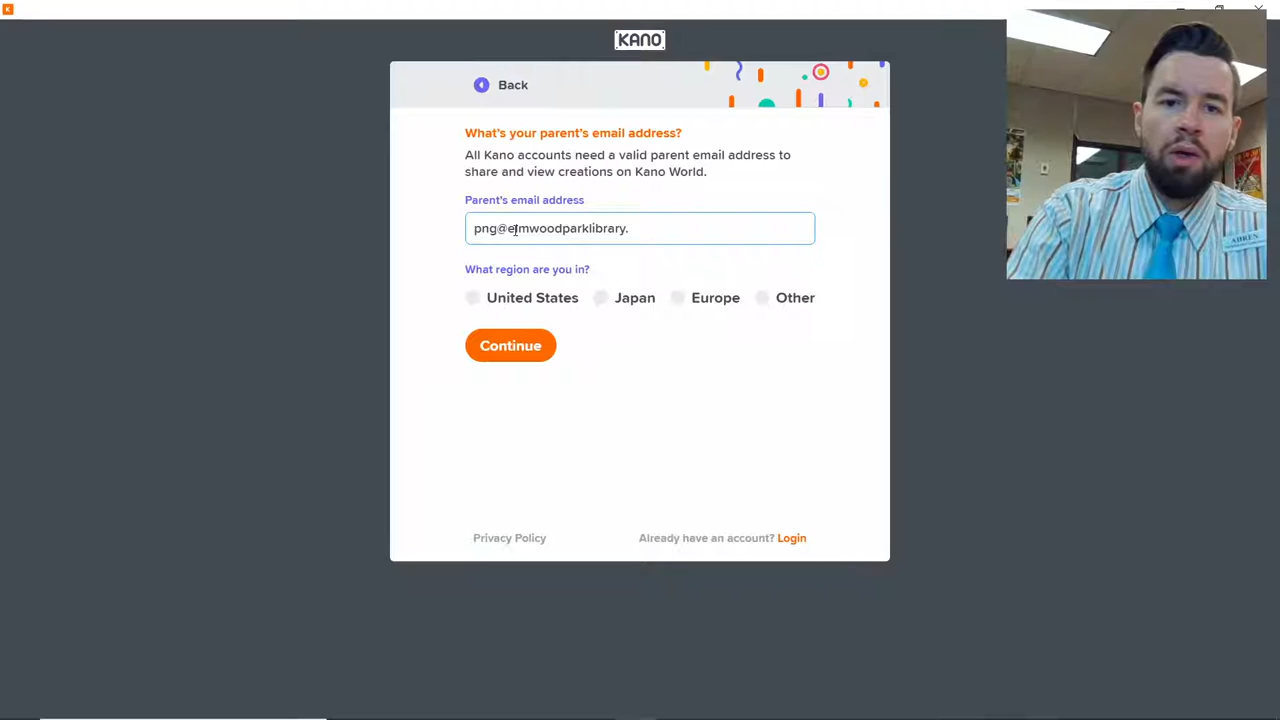 KANO
Back
What's your parent's email address?
All Kano accounts need a valid parent email address to
share and view creations on Kano World.
Parent's email address
png@elmwoodparklibrary.
What region are you in?
United States Japan Europe Other
Continue
Privacy Policy
Already have an account? Login